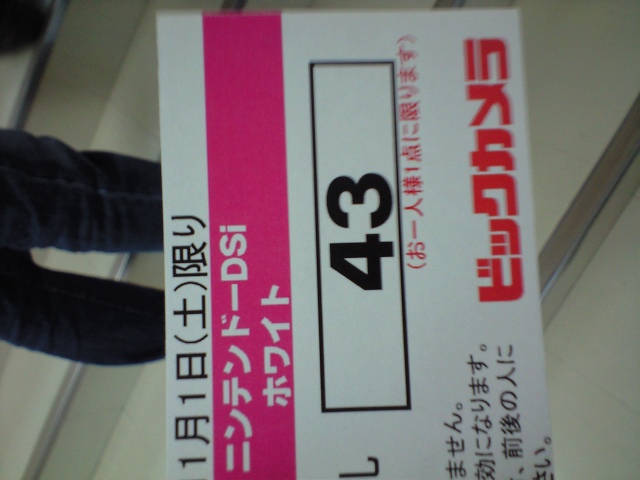 11月1日(土)限り
ニンテンドーDSi
ホワイト
43
(お一人様1点に限ります)
し
ビックカメラ
ません。
効になります。
、前後の人に
さい。